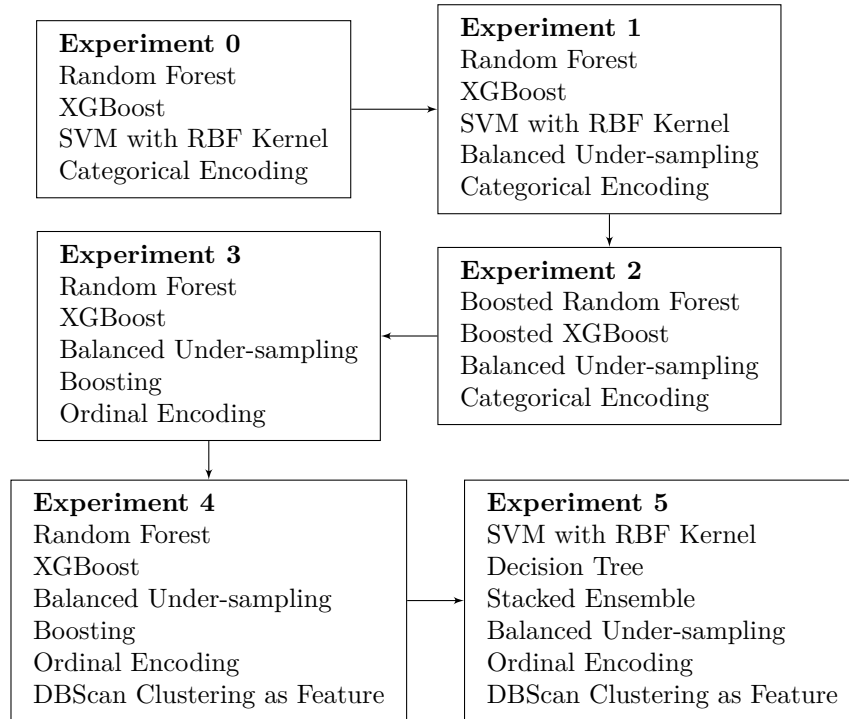 Experiment 0
Random Forest
XGBoost
SVM with RBF Kernel
Categorical Encoding
Experiment 1
Random Forest
XGBoost
SVM with RBF Kernel
Balanced Under-sampling
Categorical Encoding
Experiment 2
Boosted Random Forest
Boosted XGBoost
Balanced Under-sampling
Categorical Encoding
Experiment 3
Random Forest
XGBoost
Balanced Under-sampling
Boosting
Ordinal Encoding
Experiment 4
Random Forest
XGBoost
Balanced Under-sampling
Boosting
Ordinal Encoding
DBScan Clustering as Feature
Experiment 5
SVM with RBF Kernel
Decision Tree
Stacked Ensemble
Balanced Under-sampling
Ordinal Encoding
DBScan Clustering as Feature